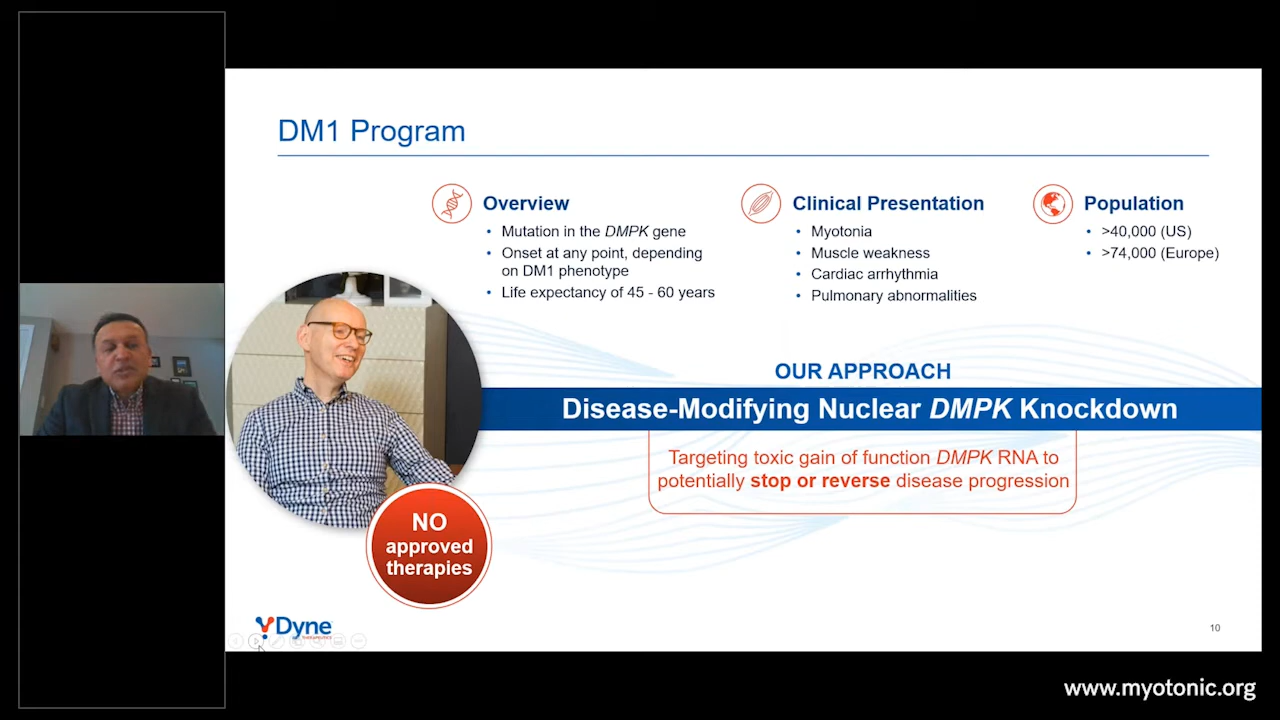 DM1 Program
Overview
• Mutation in the DMPK gene
• Onset at any point, depending
on DM1 phenotype
• Life expectancy of 45 - 60 years
Clinical Presentation
• Myotonia
• Muscle weakness
• Cardiac arrhythmia
• Pulmonary abnormalities
Population
• >40,000 (US)
• >74,000 (Europe)
OUR APPROACH
Disease-Modifying Nuclear DMPK Knockdown
Targeting toxic gain of function DMPK RNA to
potentially stop or reverse disease progression
NO
approved
therapies
Dyne
THERAPEUTICS
10
www.myotonic.org